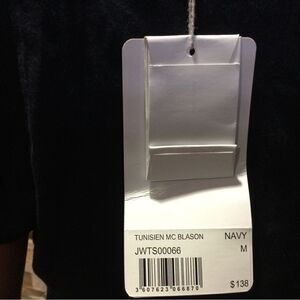 TUNISIEN MC BLASON NAVY
JWTS00066 M
3 607623 066870 $138